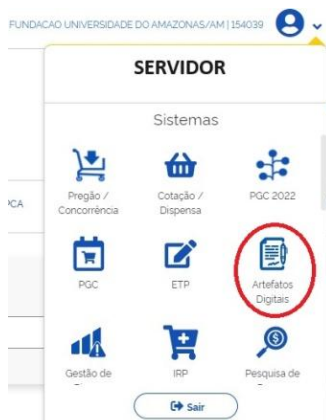 FUNDACAO UNIVERSIDADE DO AMAZONAS/AM | 154039
SERVIDOR
Sistemas
Pregão /
Concorrência
Cotação /
Dispensa
PGC 2022
PCA
PGC
ETP
Artefatos
Digitais
Gestão de
IRP
Pesquisa de
Sair